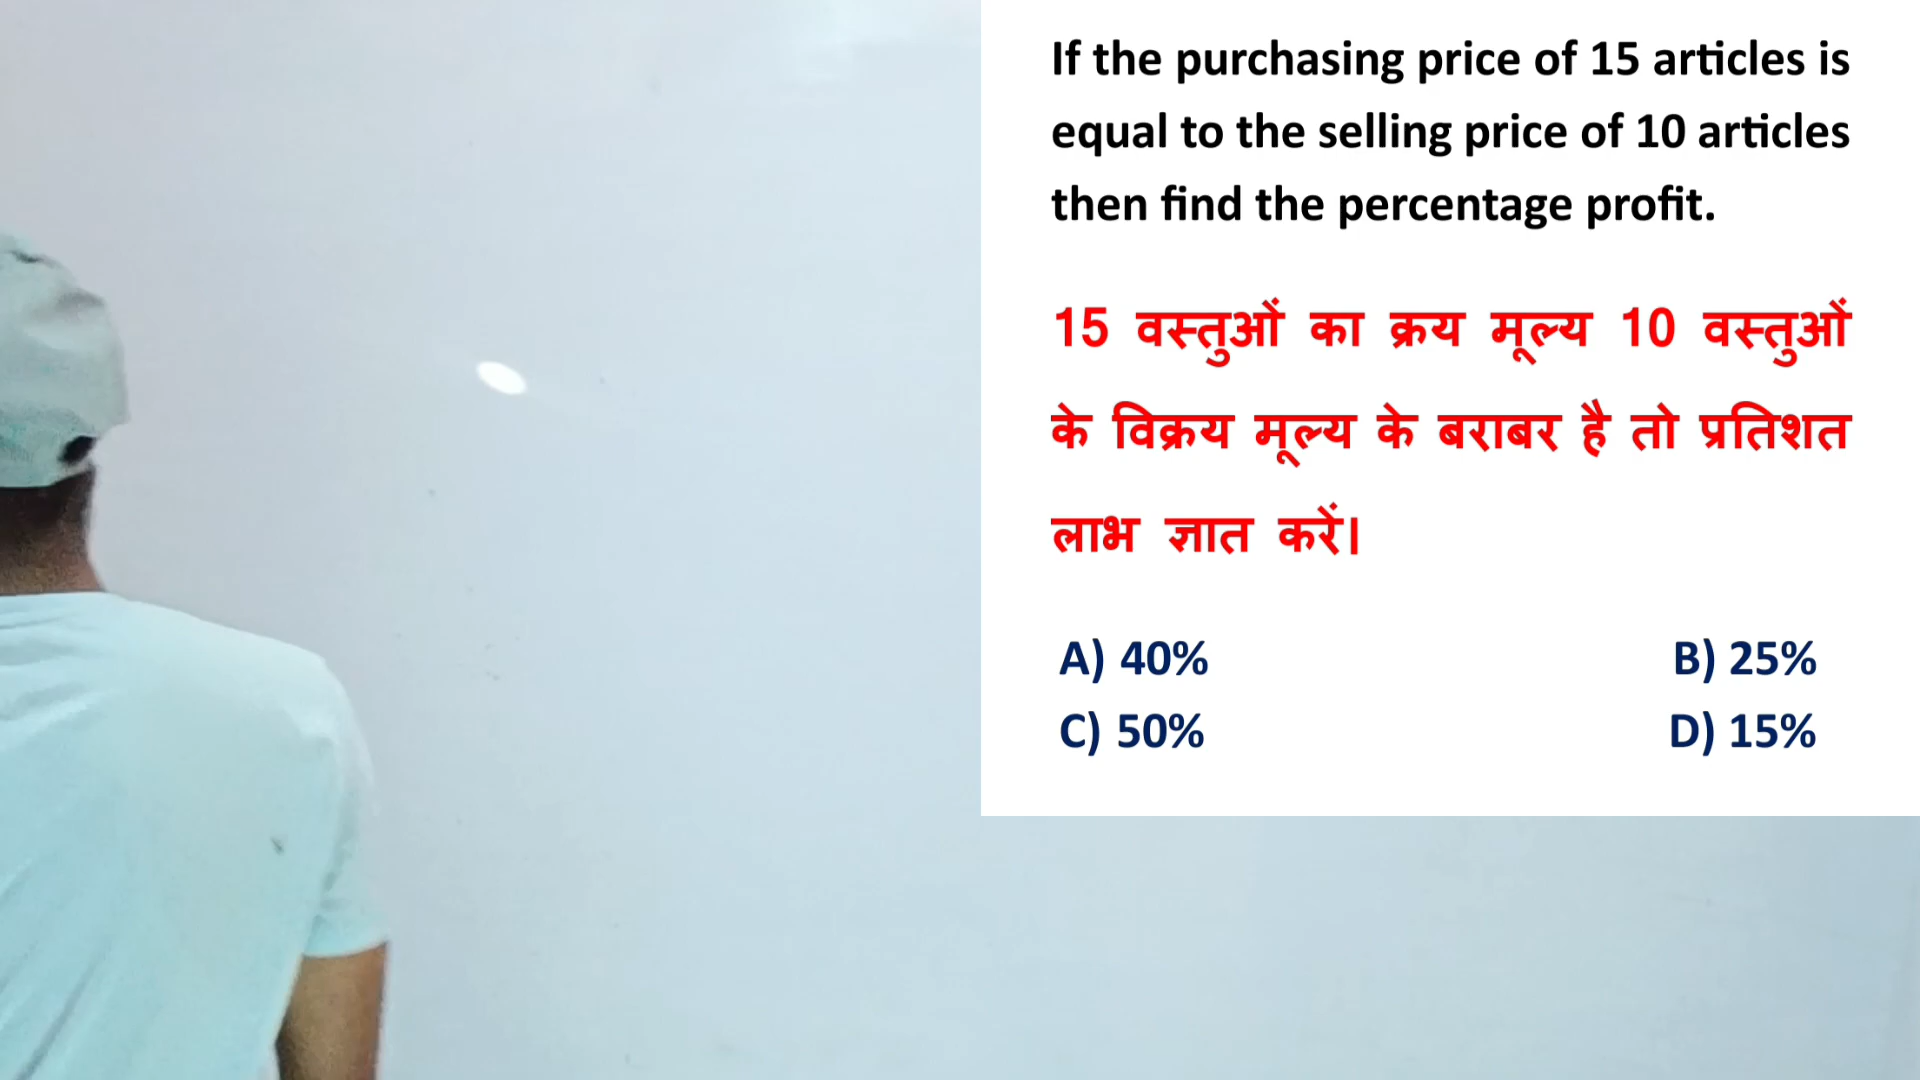 If the purchasing price of 15 articles is
equal to the selling price of 10 articles
then find the percentage profit.
15 वस्तुओं का क्रय मूल्य 10 वस्तुओं
के विक्रय मूल्य के बराबर है तो प्रतिशत
लाभ ज्ञात करें।
A) 40% B) 25%
C) 50% D) 15%